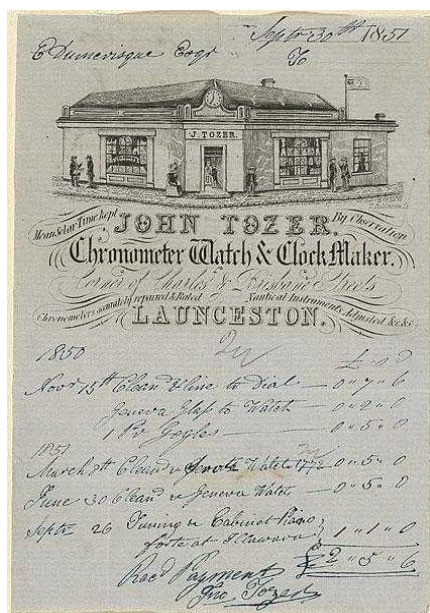 Septr 30th 1851
E Dumeresque Esqr To
J. TOZER.
Mean Solar Time kept By Observation
JOHN TOZER.
Chronometer Watch & Clock Maker.
Corner of Charles & Brisbane Streets
Chronometers accurately repaired & Rated Nautical Instruments Adjusted &c &c
LAUNCESTON.
1850 £ s d
Novr 15th Clean & line to Dial — 0 " 7 " 6
Geneva Glass to Watch — 0 " 2 " 0
1 Pr Gogles — 0 " 5 " 0
1851
March 8th Clean a Watch 1772 0 " 5 " 0
June 30 Clean a Geneva Watch 0 " 5 " 0
Septr 26 Tuning a Cabinet Piano
forte at Illawara 1 " 1 " 0
£ 2 " 5 " 6
Recd Payment
Jno Tozer